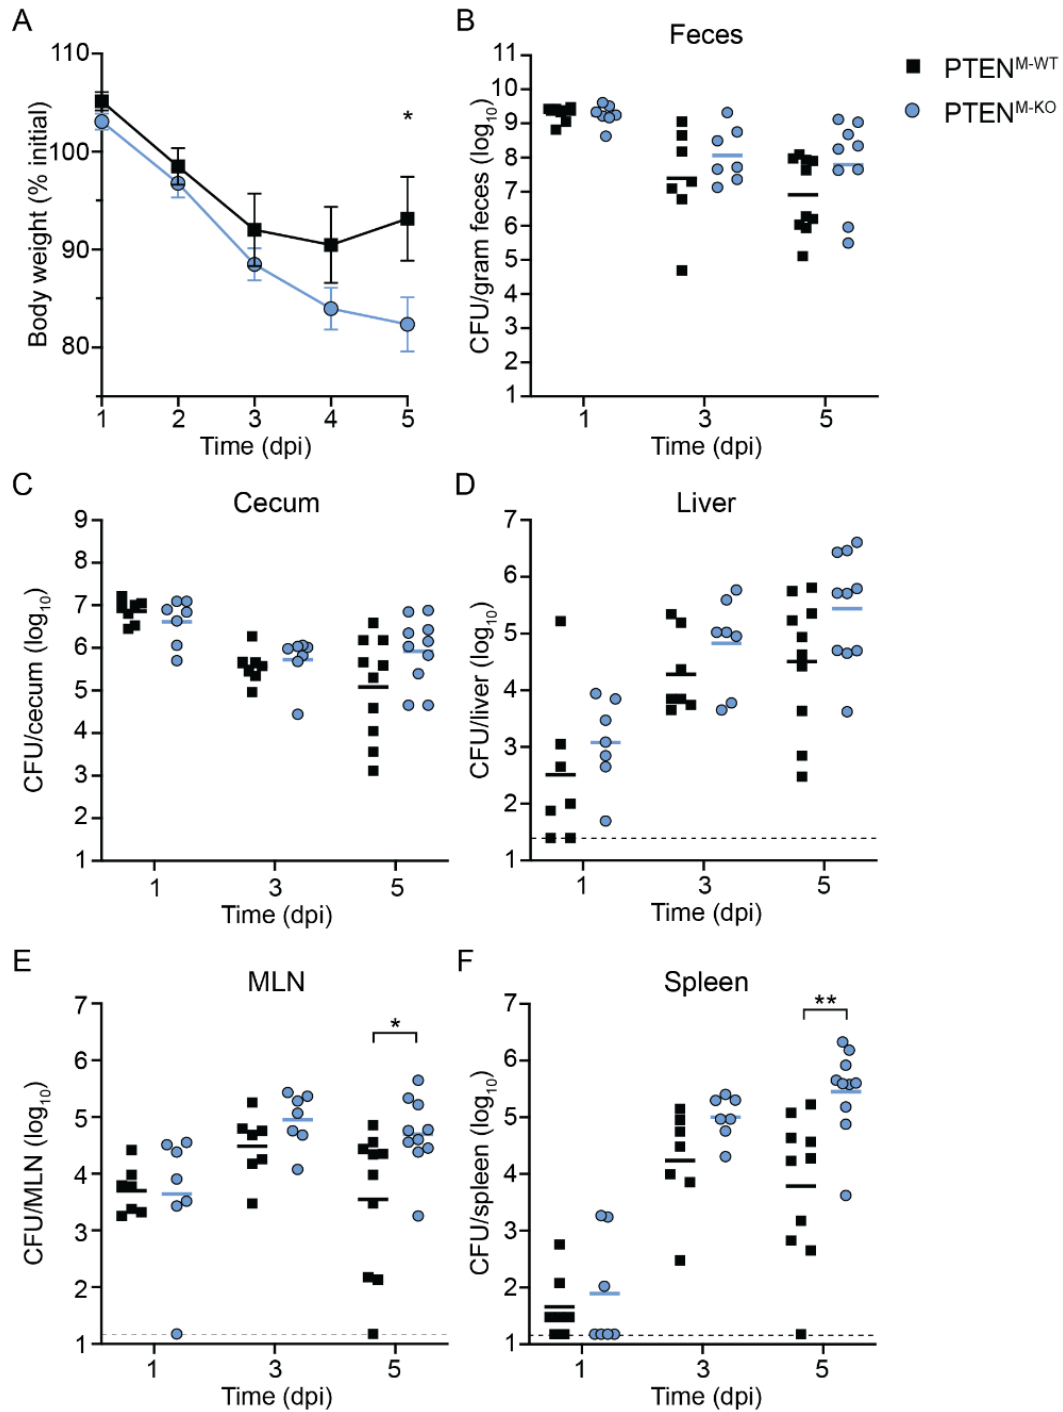 A
110
100
90
80
Body weight (% initial)
*
1 2 3 4 5
Time (dpi)
B
Feces
11
10
9
8
7
6
5
4
3
2
1
CFU/gram feces (log10)
1 3 5
Time (dpi)
PTENM-WT
PTENM-KO
C
Cecum
9
8
7
6
5
4
3
2
1
CFU/cecum (log10)
1 3 5
Time (dpi)
D
Liver
7
6
5
4
3
2
1
CFU/liver (log10)
1 3 5
Time (dpi)
E
MLN
7
6
5
4
3
2
1
CFU/MLN (log10)
*
1 3 5
Time (dpi)
F
Spleen
7
6
5
4
3
2
1
CFU/spleen (log10)
**
1 3 5
Time (dpi)